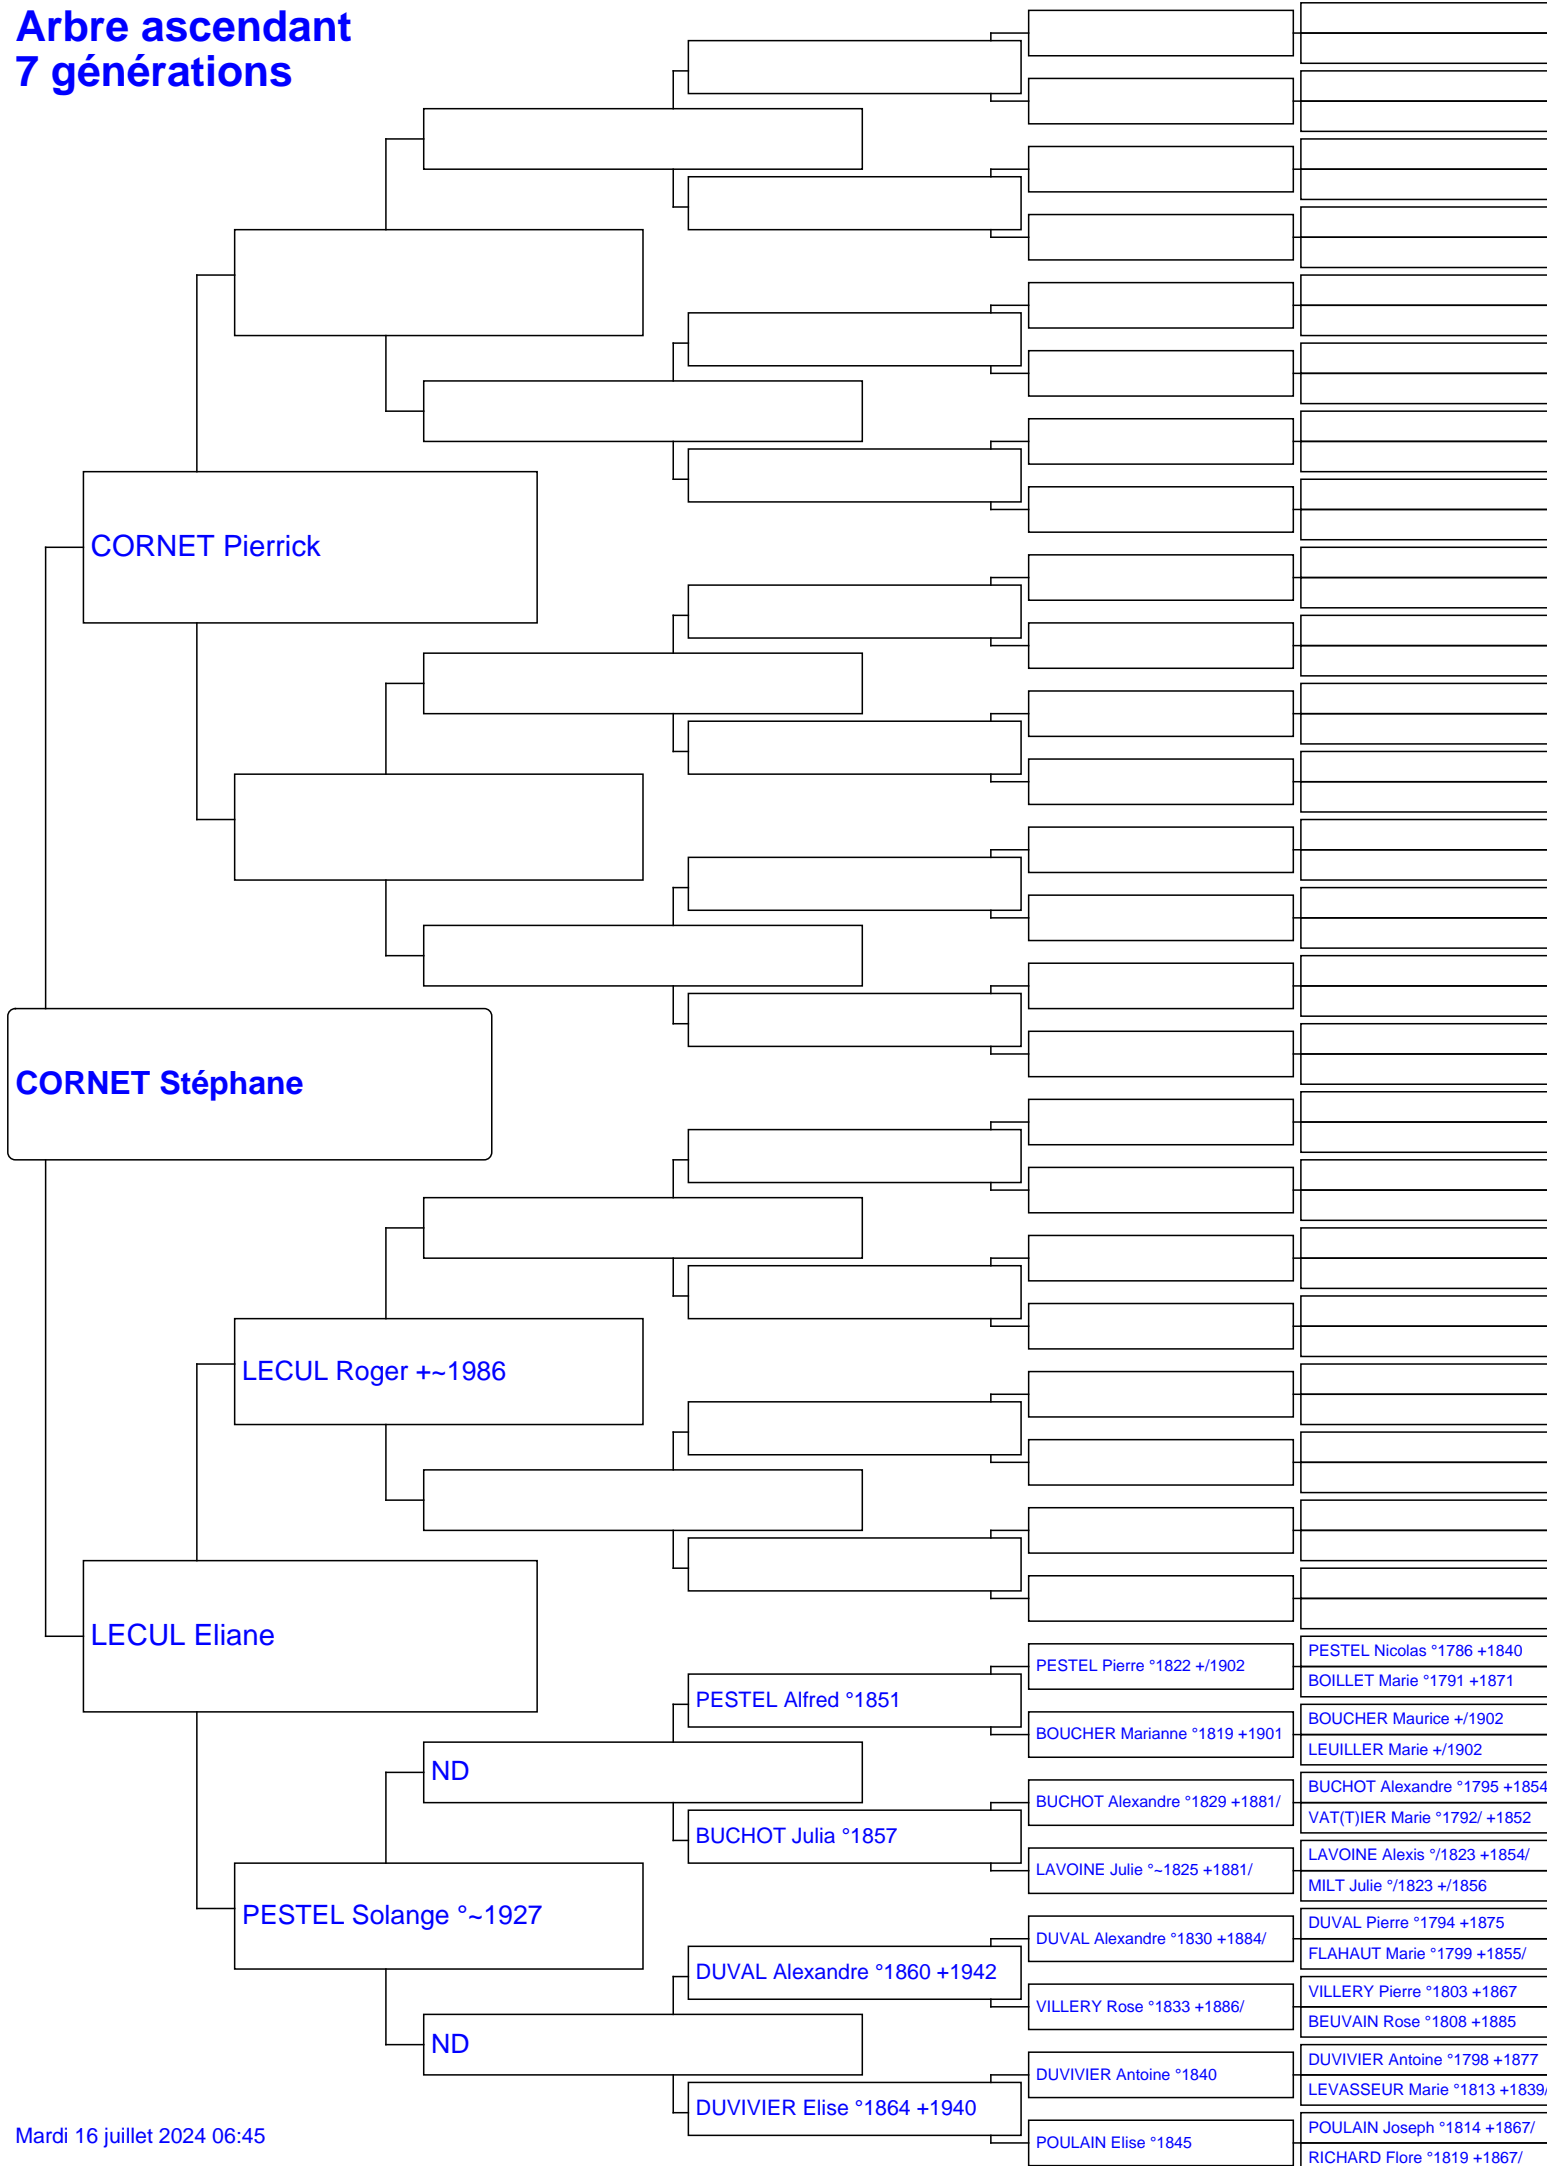 Arbre ascendant
7 générations
CORNET Pierrick
CORNET Stéphane
LECUL Roger +~1986
LECUL Eliane
PESTEL Nicolas °1786 +1840
PESTEL Pierre °1822 +/1902
BOILLET Marie °1791 +1871
PESTEL Alfred °1851
BOUCHER Maurice +/1902
BOUCHER Marianne °1819 +1901
LEUILLER Marie +/1902
ND
BUCHOT Alexandre °1795 +1854
BUCHOT Alexandre °1829 +1881/
VAT(T)IER Marie °1792/ +1852
BUCHOT Julia °1857
LAVOINE Alexis °/1823 +1854/
LAVOINE Julie °~1825 +1881/
MILT Julie °/1823 +/1856
PESTEL Solange °~1927
DUVAL Pierre °1794 +1875
DUVAL Alexandre °1830 +1884/
FLAHAUT Marie °1799 +1855/
DUVAL Alexandre °1860 +1942
VILLERY Pierre °1803 +1867
VILLERY Rose °1833 +1886/
BEUVAIN Rose °1808 +1885
ND
DUVIVIER Antoine °1798 +1877
DUVIVIER Antoine °1840
LEVASSEUR Marie °1813 +1839/
DUVIVIER Elise °1864 +1940
POULAIN Joseph °1814 +1867/
POULAIN Elise °1845
RICHARD Flore °1819 +1867/
Mardi 16 juillet 2024 06:45